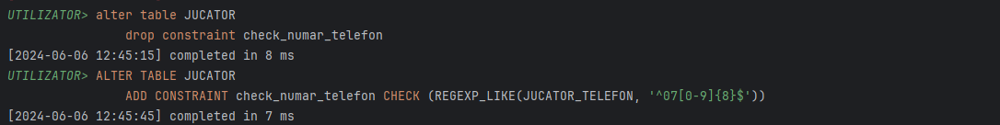 UTILIZATOR> alter table JUCATOR
drop constraint check_numar_telefon
[2024-06-06 12:45:15] completed in 8 ms
UTILIZATOR> ALTER TABLE JUCATOR
ADD CONSTRAINT check_numar_telefon CHECK (REGEXP_LIKE(JUCATOR_TELEFON, '^07[0-9]{8}$'))
[2024-06-06 12:45:45] completed in 7 ms